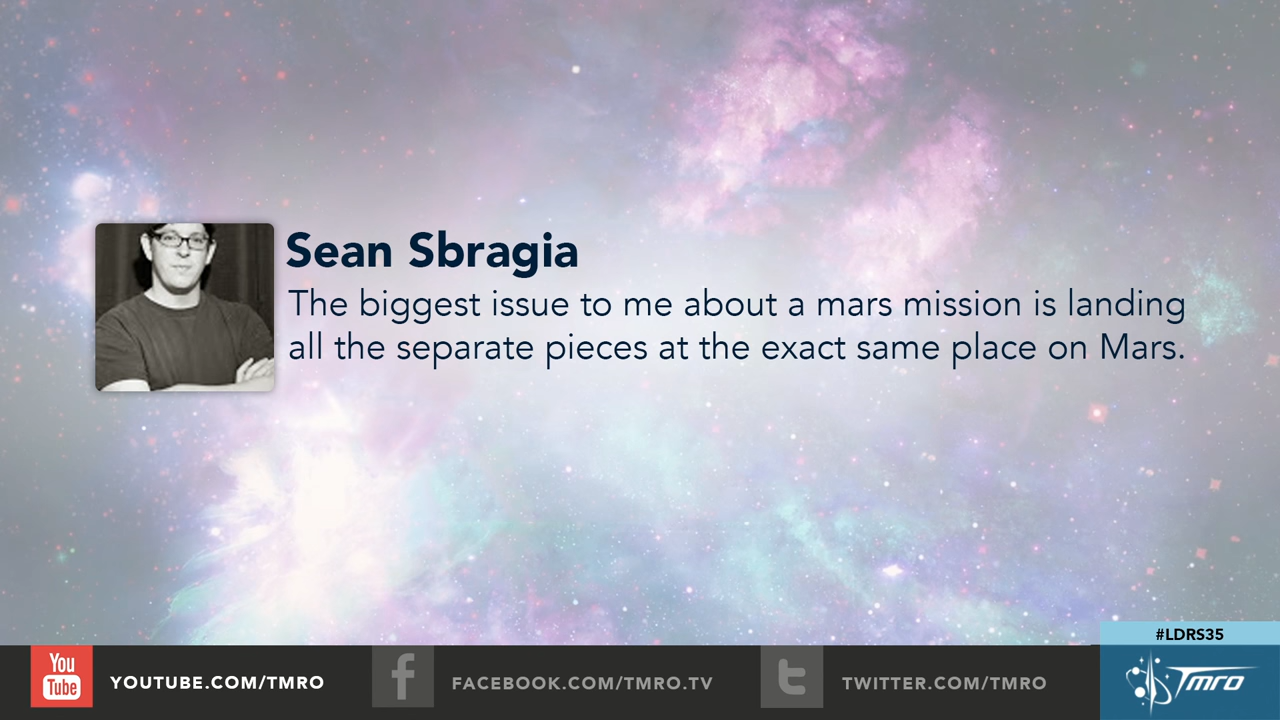 Sean Sbragia
The biggest issue to me about a mars mission is landing
all the separate pieces at the exact same place on Mars.
#LDRS35
You
Tube
YOUTUBE.COM/TMRO
f
FACEBOOK.COM/TMRO.TV
t
TWITTER.COM/TMRO
Tmro